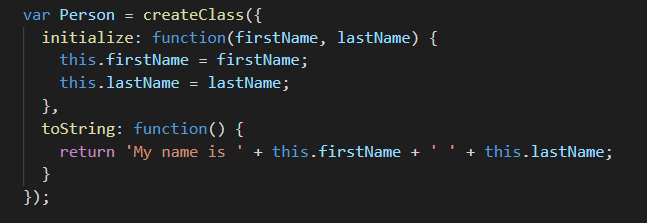 var Person = createClass({
  initialize: function(firstName, lastName) {
    this.firstName = firstName;
    this.lastName = lastName;
  },
  toString: function() {
    return 'My name is ' + this.firstName + ' ' + this.lastName;
  }
});